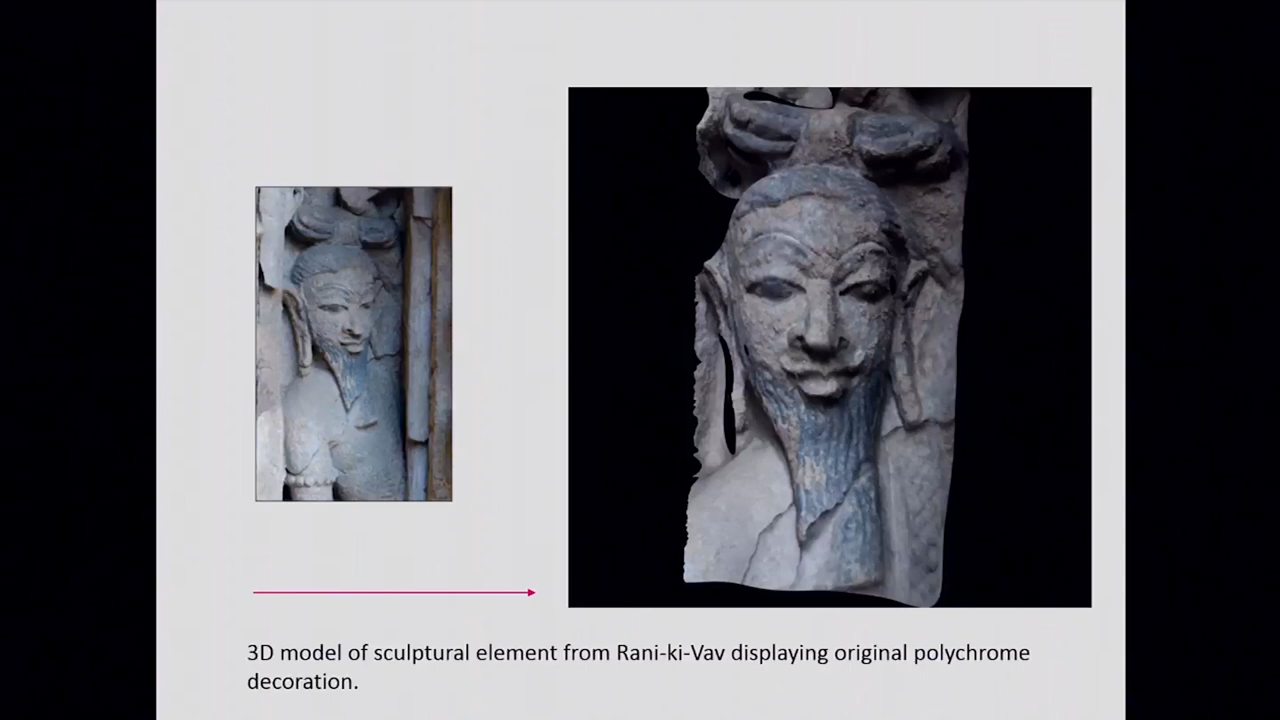 3D model of sculptural element from Rani-ki-Vav displaying original polychrome
decoration.